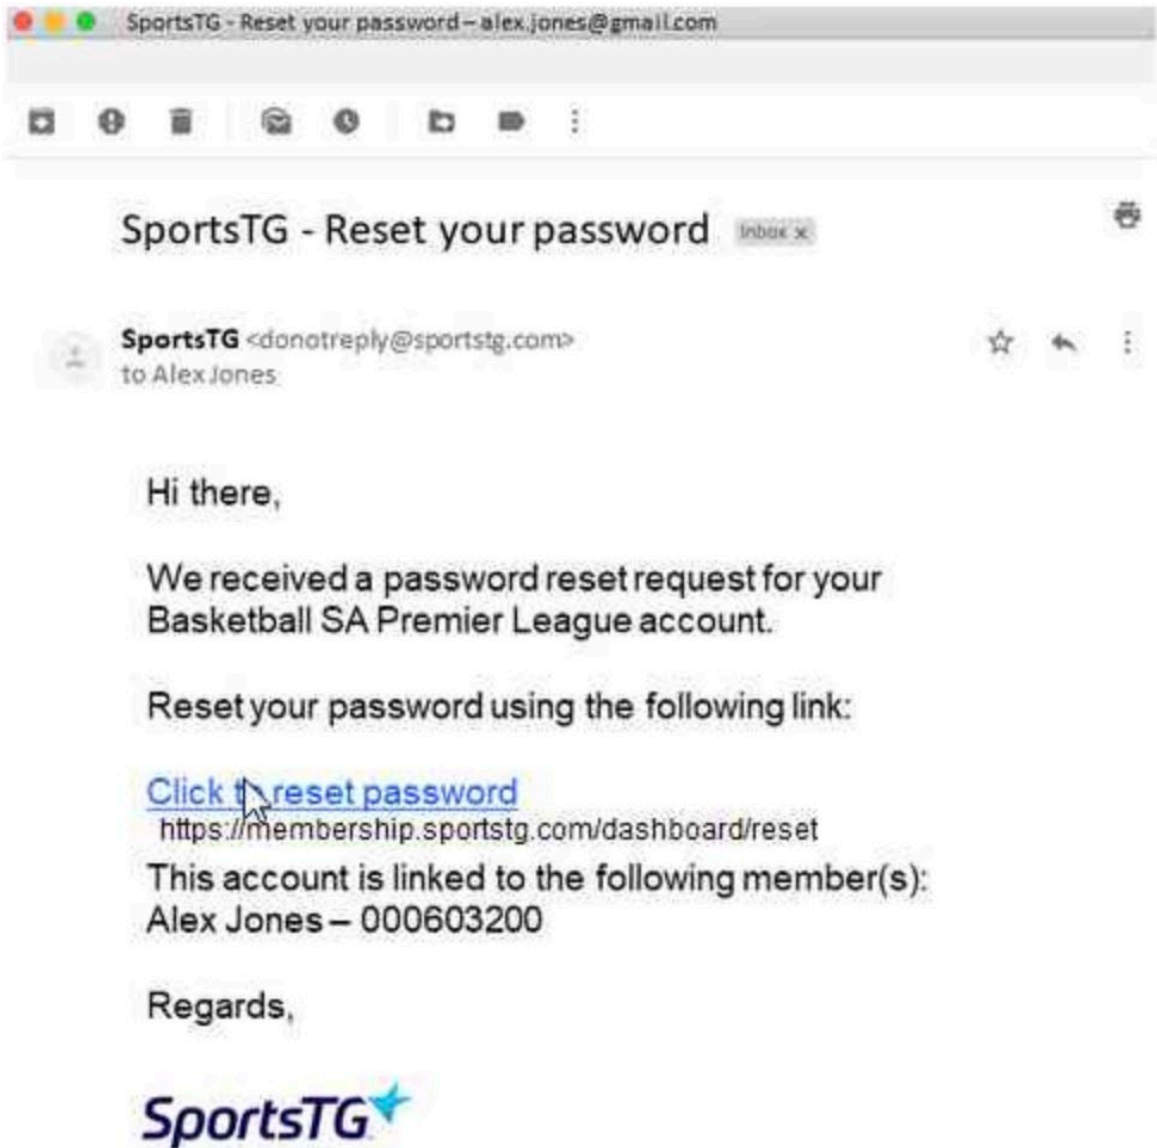 SportsTG - Reset your password – alex.jones@gmail.com
SportsTG - Reset your password Inbox x
SportsTG <donotreply@sportstg.com>
to Alex Jones
Hi there,
We received a password reset request for your
Basketball SA Premier League account.
Reset your password using the following link:
Click to reset password
https://membership.sportstg.com/dashboard/reset
This account is linked to the following member(s):
Alex Jones – 000603200
Regards,
SportsTG